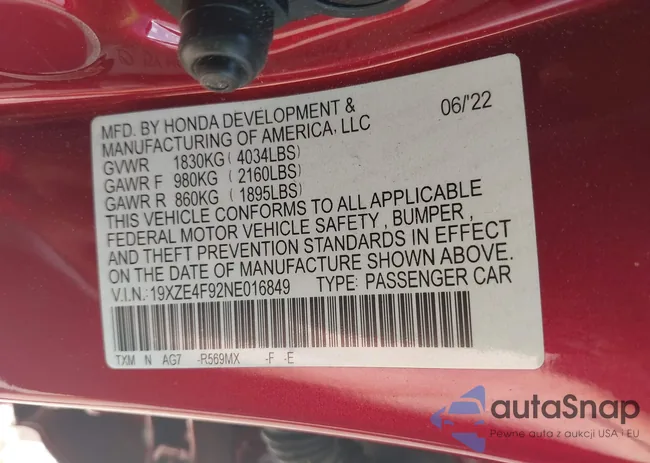 MFD. BY HONDA DEVELOPMENT & 06/'22
MANUFACTURING OF AMERICA, LLC
GVWR 1830KG ( 4034LBS)
GAWR F 980KG ( 2160LBS)
GAWR R 860KG ( 1895LBS)
THIS VEHICLE CONFORMS TO ALL APPLICABLE
FEDERAL MOTOR VEHICLE SAFETY , BUMPER ,
AND THEFT PREVENTION STANDARDS IN EFFECT
ON THE DATE OF MANUFACTURE SHOWN ABOVE.
V.I.N.: 19XZE4F92NE016849 TYPE: PASSENGER CAR
TXM N AG7 -R569MX -F -E
autaSnap
Pewne auta z aukcji USA i EU